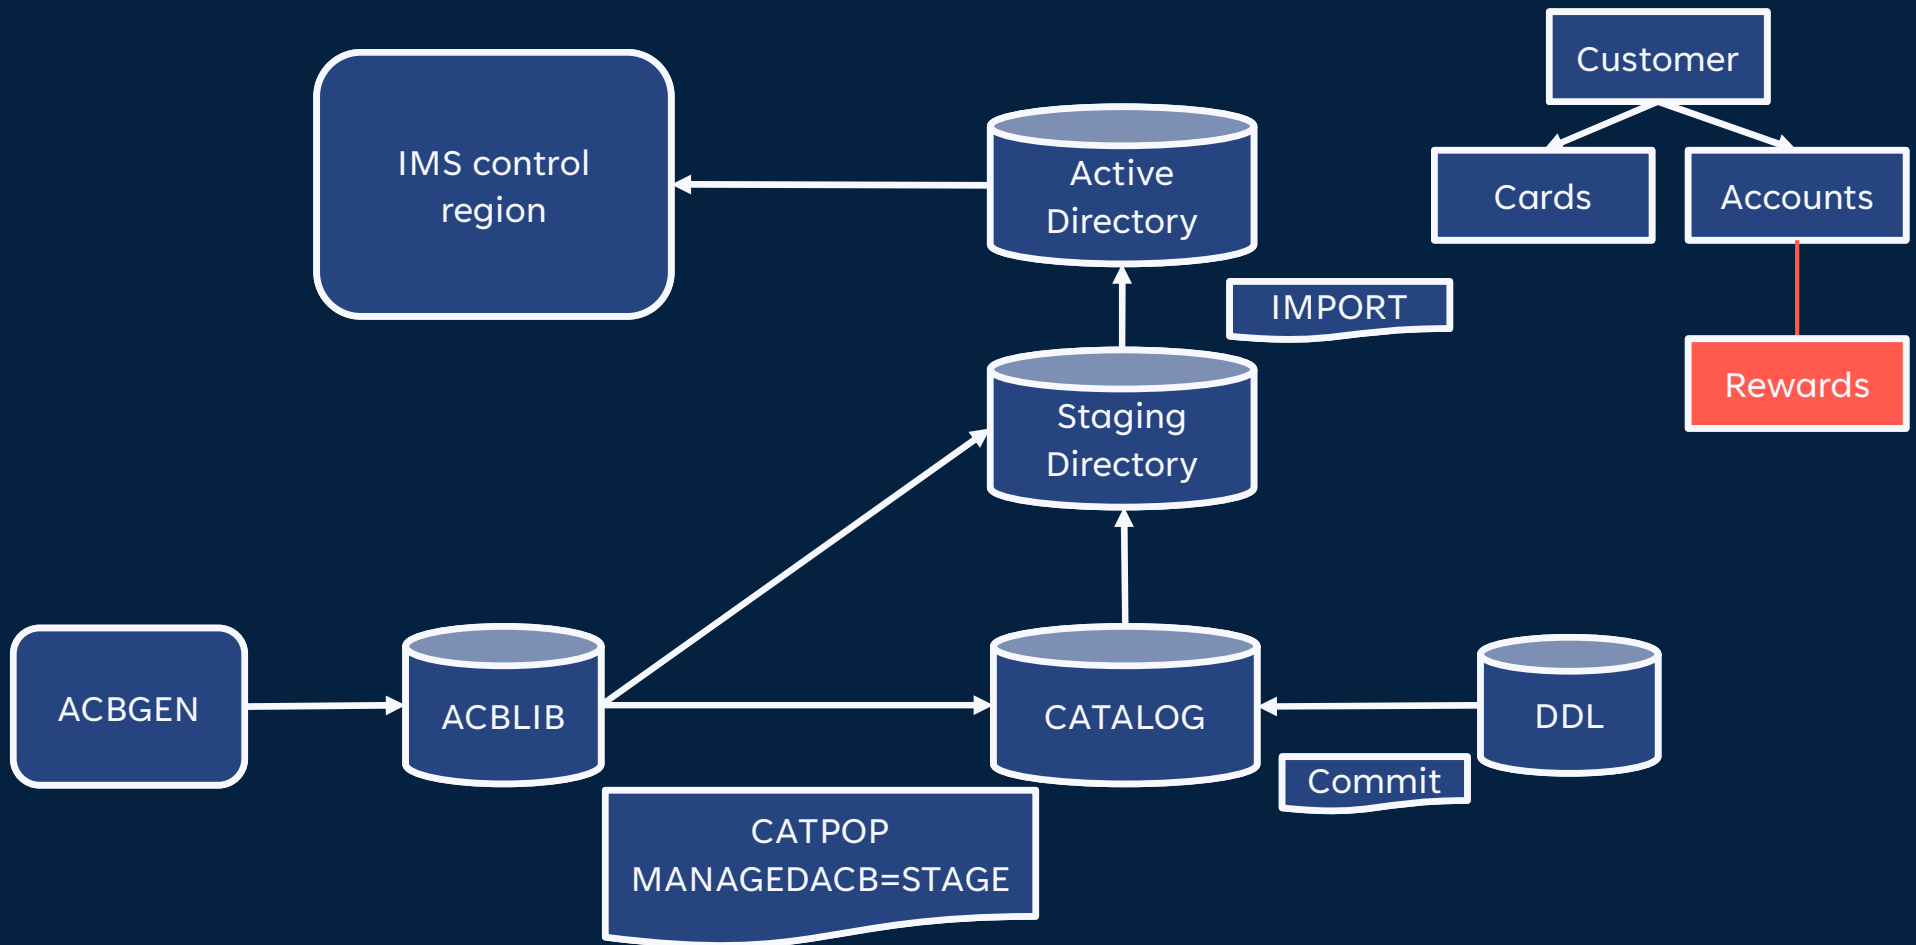 Customer
IMS control
region
Active
Directory
Cards
Accounts
IMPORT
Rewards
Staging
Directory
ACBGEN
ACBLIB
CATALOG
DDL
Commit
CATPOP
MANAGEDACB=STAGE